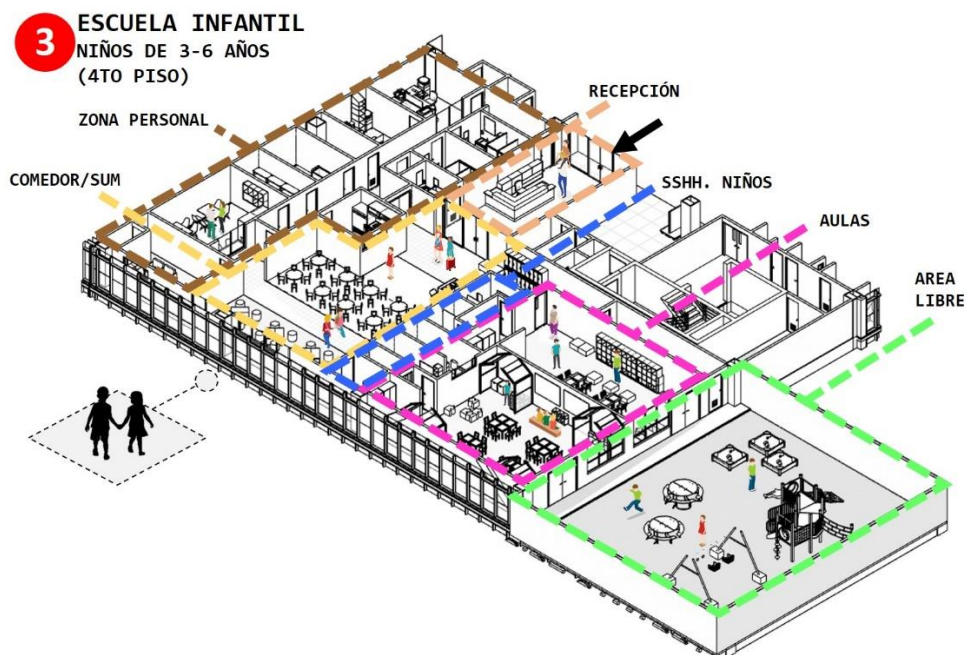 3
ESCUELA INFANTIL
NIÑOS DE 3-6 AÑOS
(4TO PISO)
RECEPCIÓN
ZONA PERSONAL
COMEDOR/SUM
SSHH. NIÑOS
AULAS
AREA
LIBRE